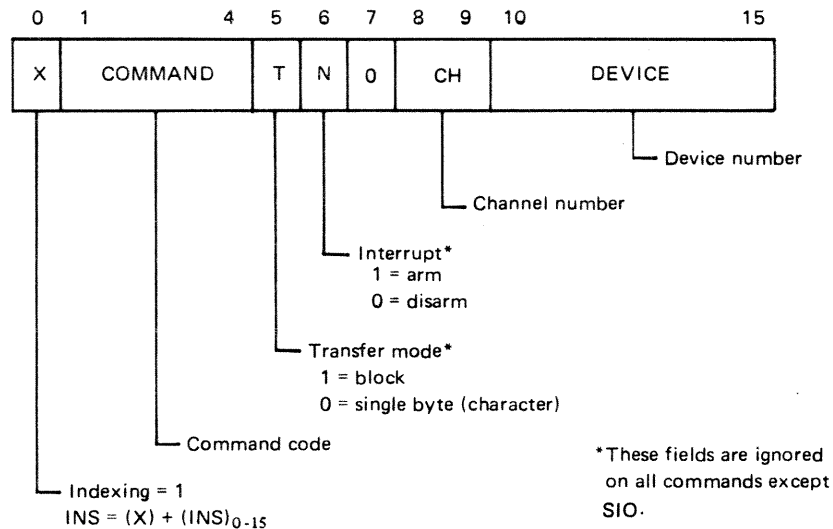 0 1 4 5 6 7 8 9 10 15
X COMMAND T N 0 CH DEVICE
Device number
Channel number
Interrupt*
1 = arm
0 = disarm
Transfer mode*
1 = block
0 = single byte (character)
Command code
*These fields are ignored
on all commands except
SIO.
Indexing = 1
INS = (X) + (INS)0-15